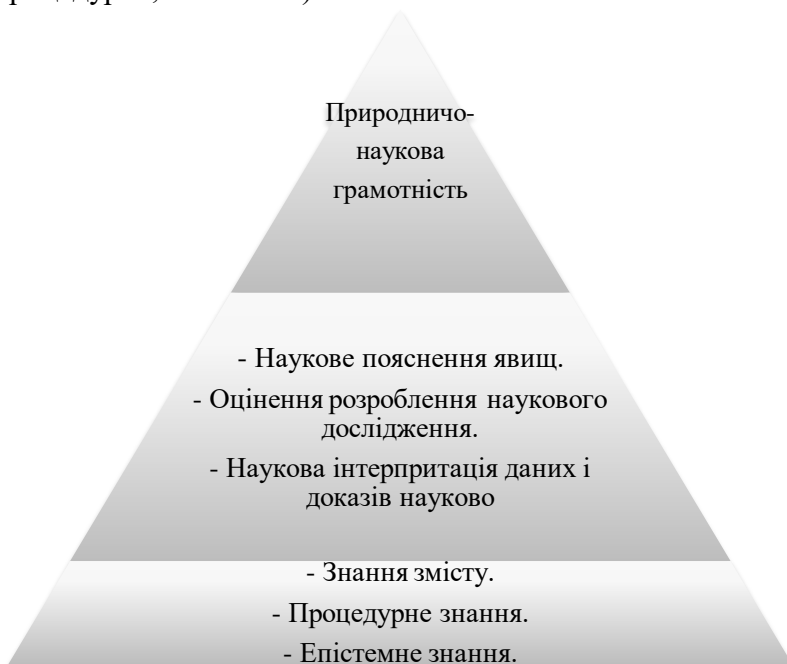 Природничо-
наукова
грамотність
- Наукове пояснення явищ.
- Оцінення розроблення наукового
дослідження.
- Наукова інтерпритація даних і
доказів науково
- Знання змісту.
- Процедурне знання.
- Епістемне знання.